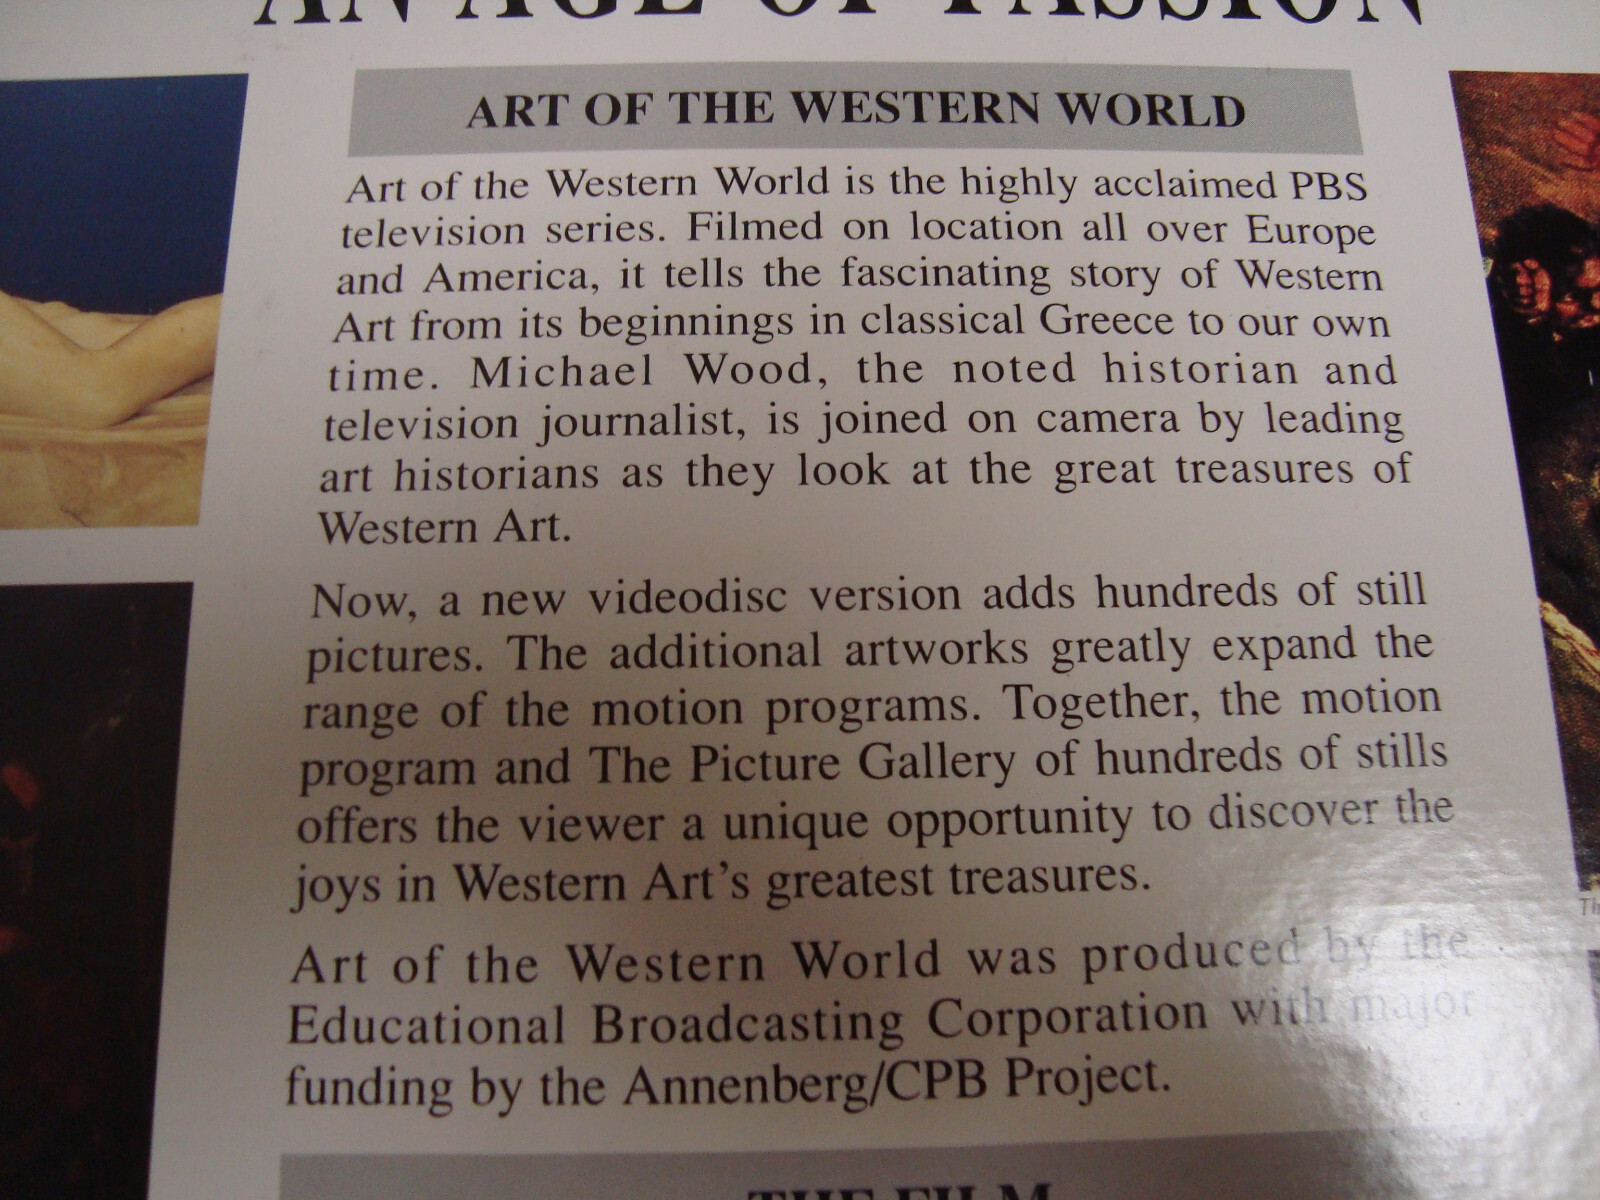 AN AGE OF PASSION
ART OF THE WESTERN WORLD
Art of the Western World is the highly acclaimed PBS
television series. Filmed on location all over Europe
and America, it tells the fascinating story of Western
Art from its beginnings in classical Greece to our own
time. Michael Wood, the noted historian and
television journalist, is joined on camera by leading
art historians as they look at the great treasures of
Western Art.
Now, a new videodisc version adds hundreds of still
pictures. The additional artworks greatly expand the
range of the motion programs. Together, the motion
program and The Picture Gallery of hundreds of stills
offers the viewer a unique opportunity to discover the
joys in Western Art's greatest treasures.
Art of the Western World was produced by the
Educational Broadcasting Corporation with major
funding by the Annenberg/CPB Project.
THE FILM